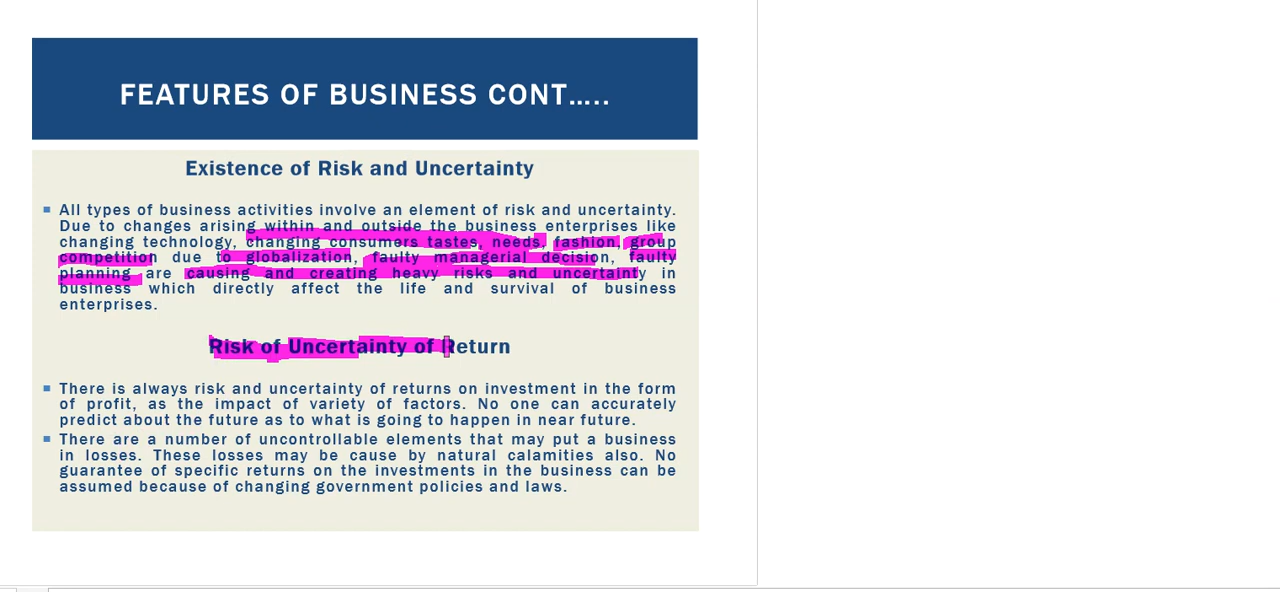 FEATURES OF BUSINESS CONT.....
Existence of Risk and Uncertainty
All types of business activities involve an element of risk and uncertainty.
Due to changes arising within and outside the business enterprises like
changing technology, changing consumers tastes, needs, fashion, group
competition due to globalization, faulty managerial decision, faulty
planning are causing and creating heavy risks and uncertainty in
business which directly affect the life and survival of business
enterprises.
Risk of Uncertainty of Return
There is always risk and uncertainty of returns on investment in the form
of profit, as the impact of variety of factors. No one can accurately
predict about the future as to what is going to happen in near future.
There are a number of uncontrollable elements that may put a business
in losses. These losses may be cause by natural calamities also. No
guarantee of specific returns on the investments in the business can be
assumed because of changing government policies and laws.